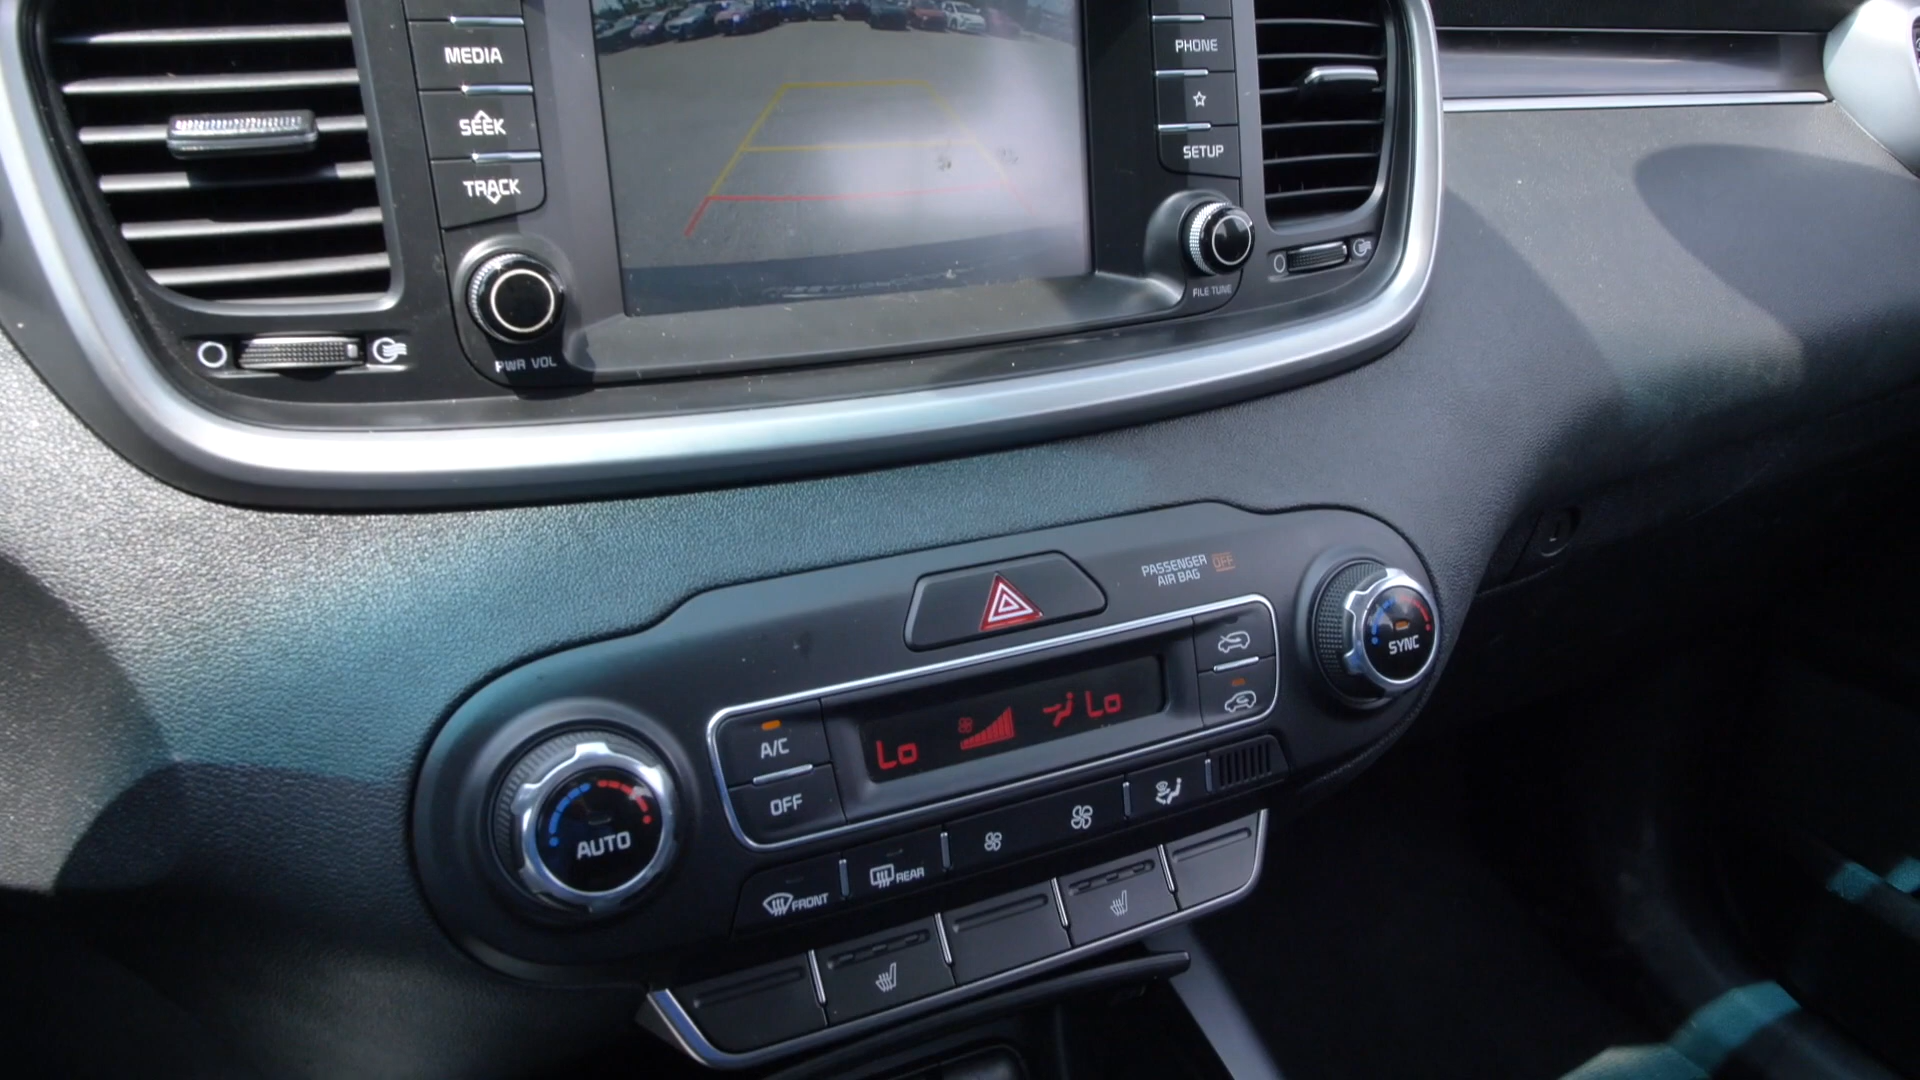 MEDIA
SEEK
TRACK
PWR VOL
PHONE
SETUP
FILE TUNE
PASSENGER
AIR BAG OFF
SYNC
A/C
OFF
Lo
Lo
AUTO
FRONT
REAR